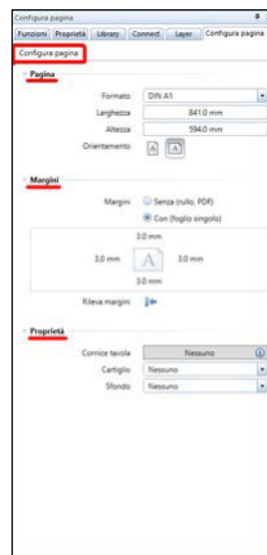 Configura pagina
Funzioni Proprietà Library Connect Layer Configura pagina
Configura pagina
Pagina
Formato DIN A1
Larghezza 841.0 mm
Altezza 594.0 mm
Orientamento A A
Margini
Margini Senza (rullo, PDF)
Con (foglio singolo)
3.0 mm
3.0 mm A 3.0 mm
3.0 mm
Rileva margini
Proprietà
Cornice tavola Nessuno
Cartiglio Nessuno
Sfondo Nessuno